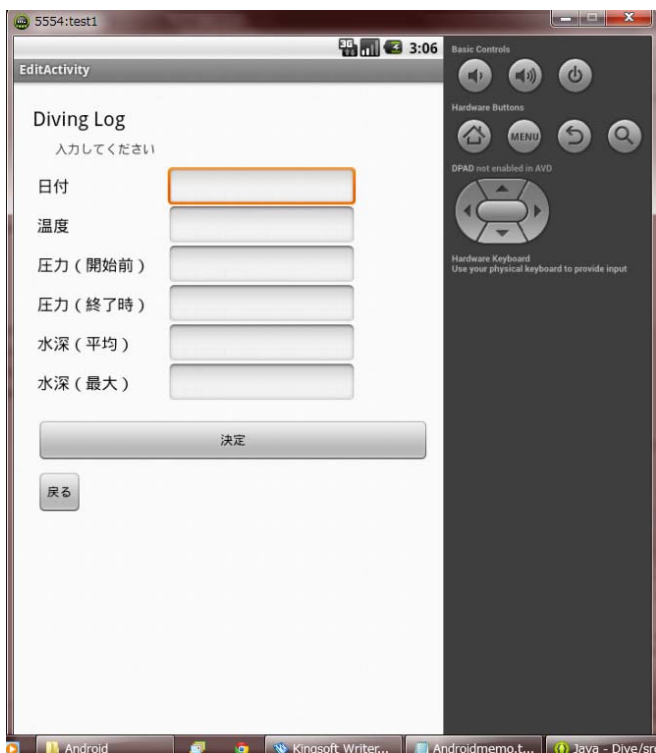 5554:test1
3G 3:06
EditActivity
Diving Log
入力してください
日付
温度
圧力(開始前)
圧力(終了時)
水深(平均)
水深(最大)
決定
戻る
Basic Controls
Hardware Buttons
MENU
DPAD not enabled in AVD
Hardware Keyboard
Use your physical keyboard to provide input
Android
Kingsoft Writer...
Androidmemo.t...
Java - Dive/sr